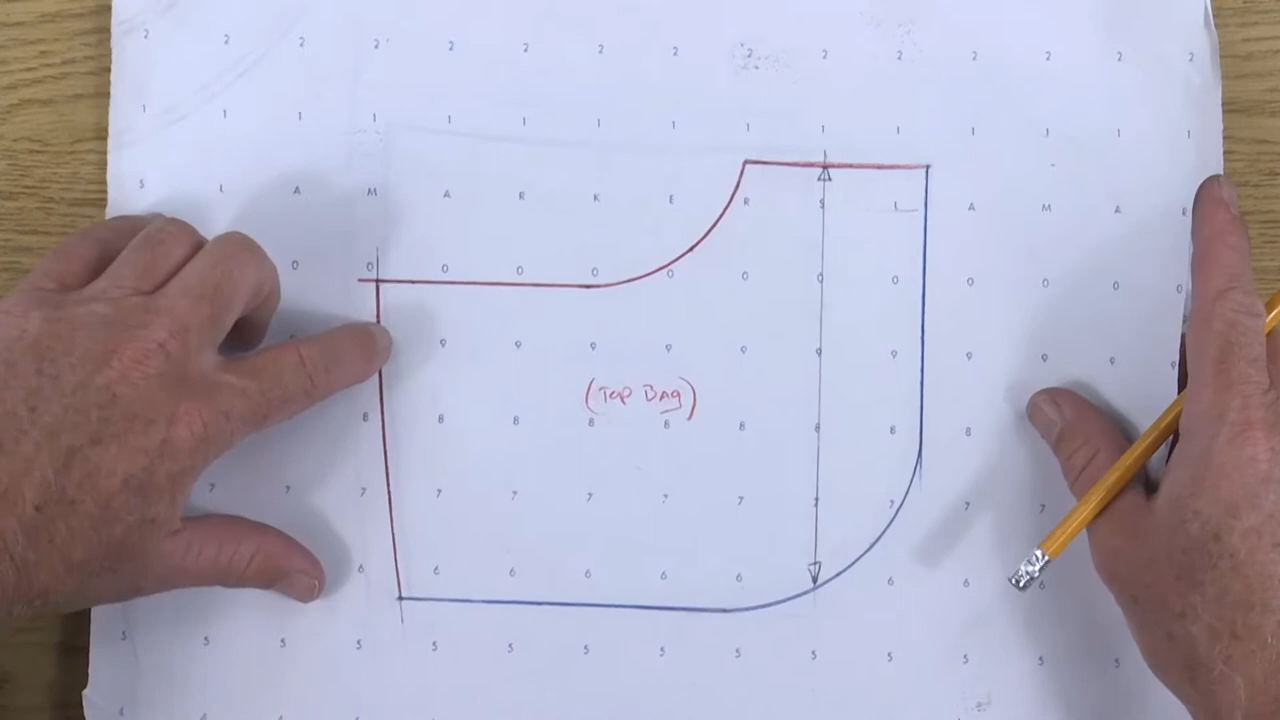 2 2 2 2 2 2 2 2 2 2 2 2 2 2 2
1 1 1 1 1 1 1 1 1 1 1 1 1 1 1
S L A M A R K E R S L A M A R
0 0 0 0 0 0 0 0 0 0 0 0 0
9 9 9 9 9 9 9 9 9 9 9
(TOP BAg)
8 8 8 8 8 8 8 8 8
7 7 7 7 7 7 7 7 7 7 7 7
6 6 6 6 6 6 6 6 6
5 5 5 5 5 5 5 5 5 5 5 5 5 5